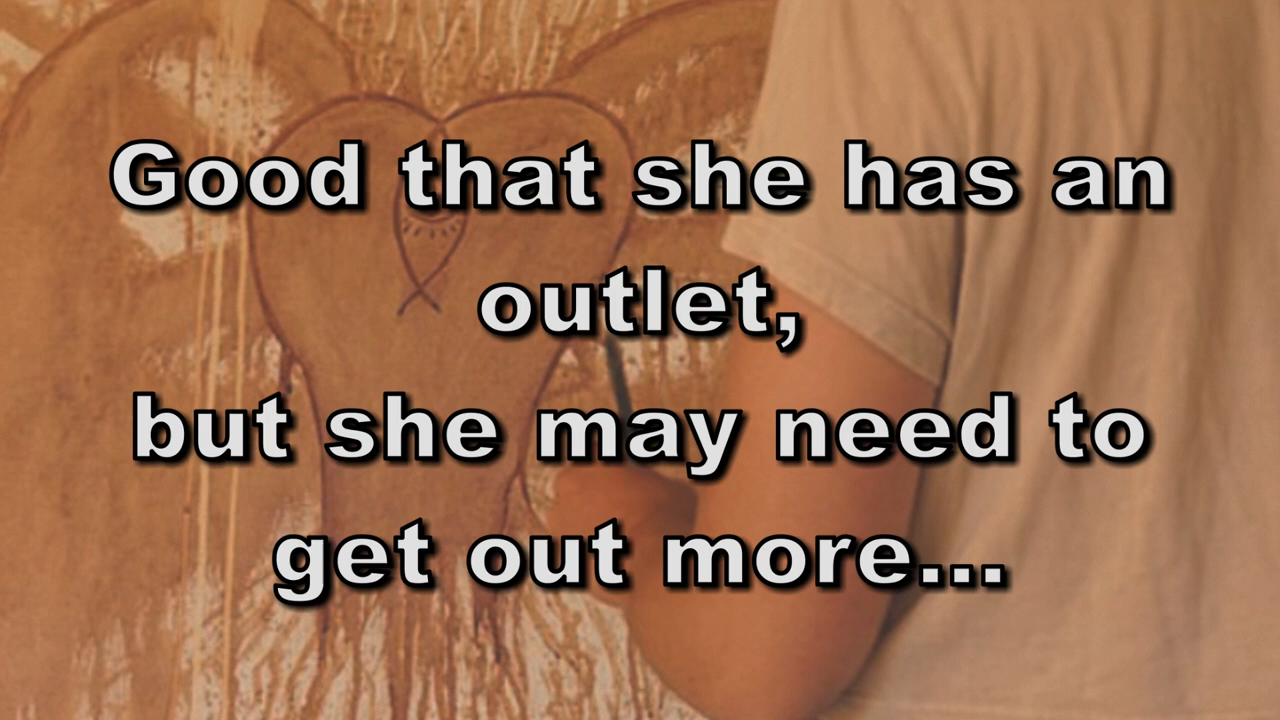 Good that she has an
outlet,
but she may need to
get out more...